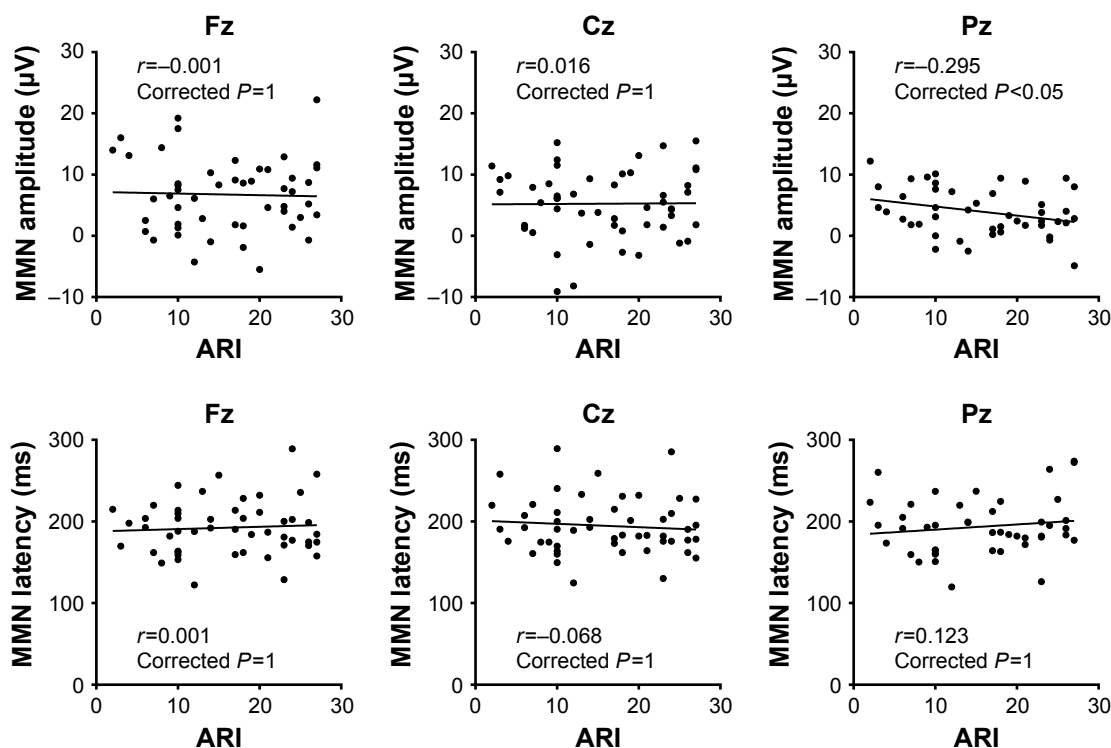 Fz
MMN amplitude (µV)
30
20
10
0
–10
r=–0.001
Corrected P=1
0
10
20
30
ARI
Cz
MMN amplitude (µV)
30
20
10
0
–10
r=0.016
Corrected P=1
0
10
20
30
ARI
Pz
MMN amplitude (µV)
30
20
10
0
–10
r=–0.295
Corrected P<0.05
0
10
20
30
ARI
Fz
MMN latency (ms)
300
200
100
0
r=0.001
Corrected P=1
0
10
20
30
ARI
Cz
MMN latency (ms)
300
200
100
0
r=–0.068
Corrected P=1
0
10
20
30
ARI
Pz
MMN latency (ms)
300
200
100
0
r=0.123
Corrected P=1
0
10
20
30
ARI